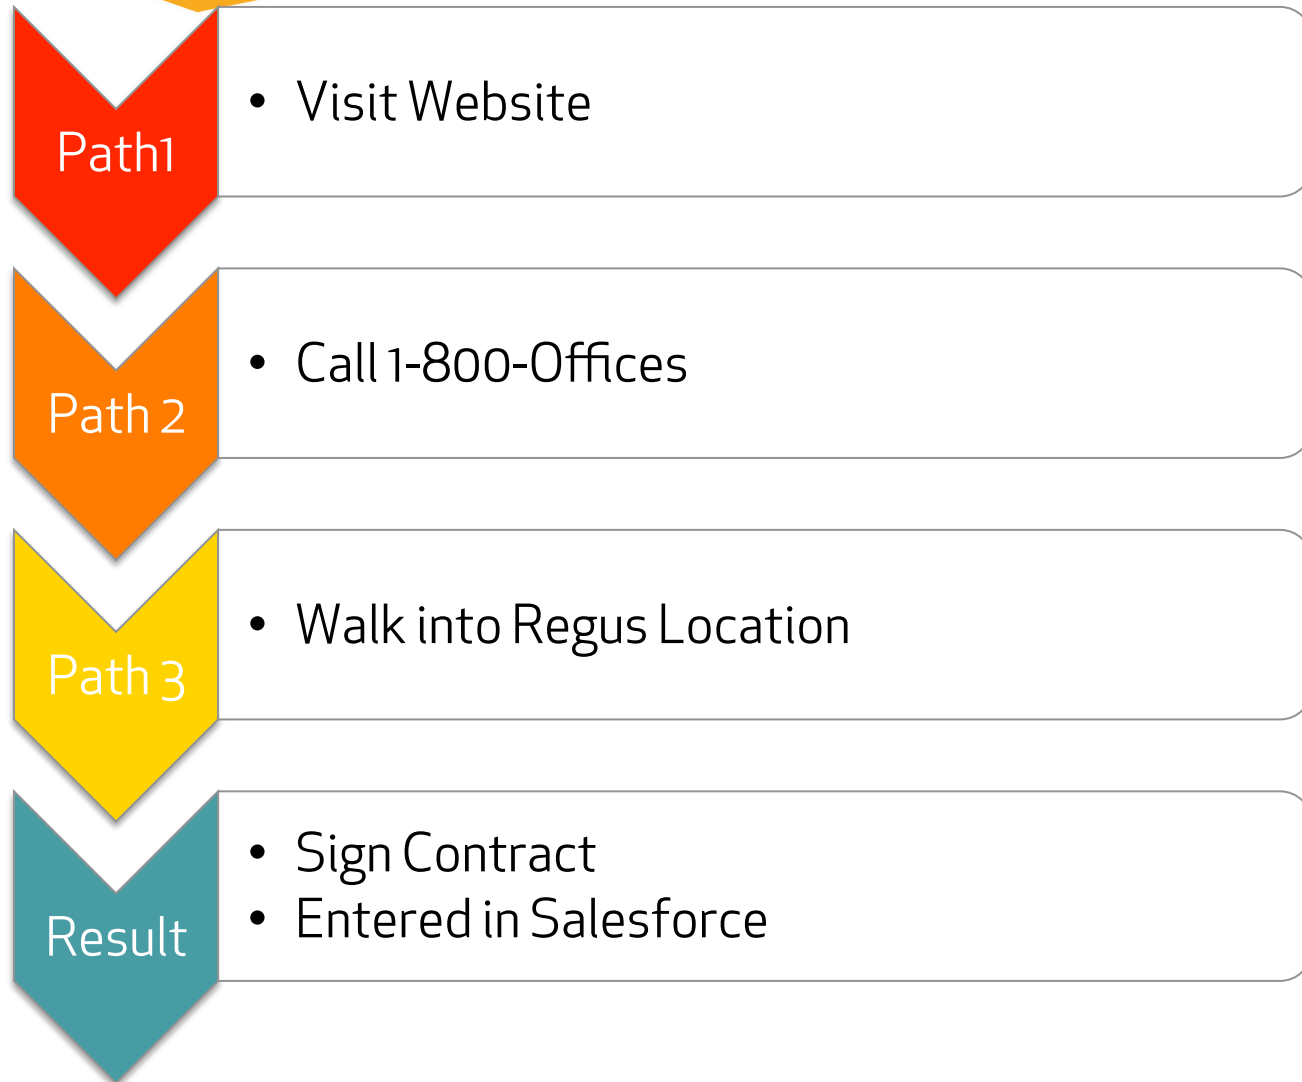 Path1
• Visit Website
Path 2
• Call 1-800-Offices
Path 3
• Walk into Regus Location
Result
• Sign Contract
• Entered in Salesforce